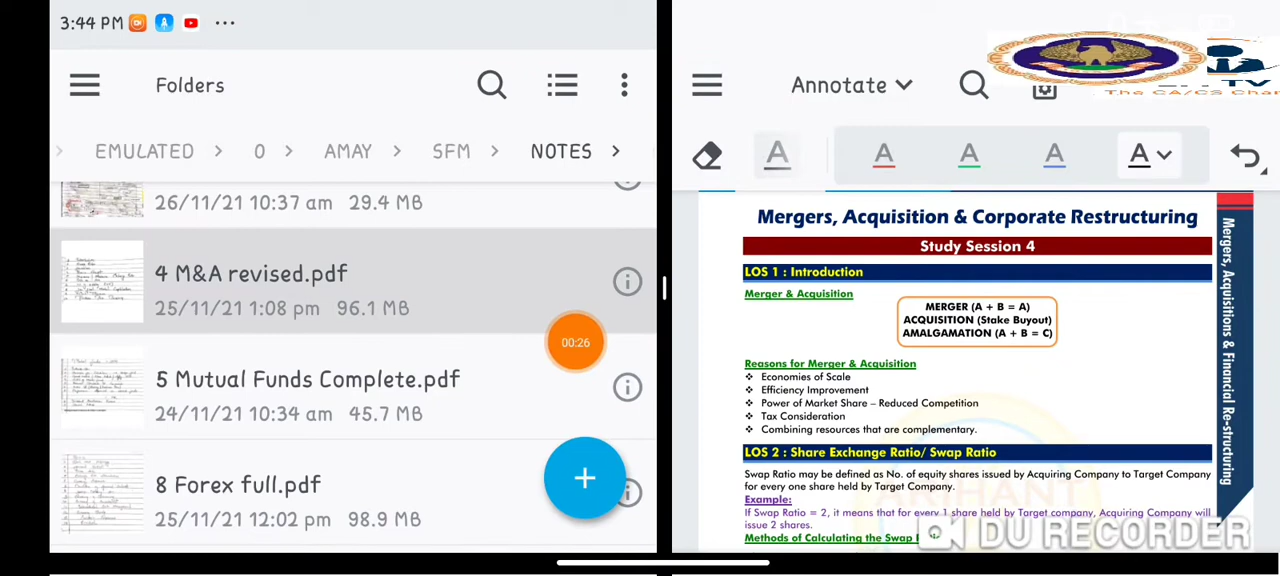 3:44 PM
Folders
EMULATED > 0 > AMAY > SFM > NOTES >
26/11/21 10:37 am 29.4 MB
4 M&A revised.pdf
25/11/21 1:08 pm 96.1 MB
00:26
5 Mutual Funds Complete.pdf
24/11/21 10:34 am 45.7 MB
8 Forex full.pdf
25/11/21 12:02 pm 98.9 MB
Annotate
TV
The CA/CS Chan
A A A A A
Mergers, Acquisition & Corporate Restructuring
Study Session 4
LOS 1 : Introduction
Merger & Acquisition
MERGER (A + B = A)
ACQUISITION (Stake Buyout)
AMALGAMATION (A + B = C)
Reasons for Merger & Acquisition
❖ Economies of Scale
❖ Efficiency Improvement
❖ Power of Market Share – Reduced Competition
❖ Tax Consideration
❖ Combining resources that are complementary.
LOS 2 : Share Exchange Ratio/ Swap Ratio
Swap Ratio may be defined as No. of equity shares issued by Acquiring Company to Target Company
for every one share held by Target Company.
Example:
If Swap Ratio = 2, it means that for every 1 share held by Target company, Acquiring Company will
issue 2 shares.
Methods of Calculating the Swap
DU RECORDER
Mergers, Acquisitions & Financial Re-structuring